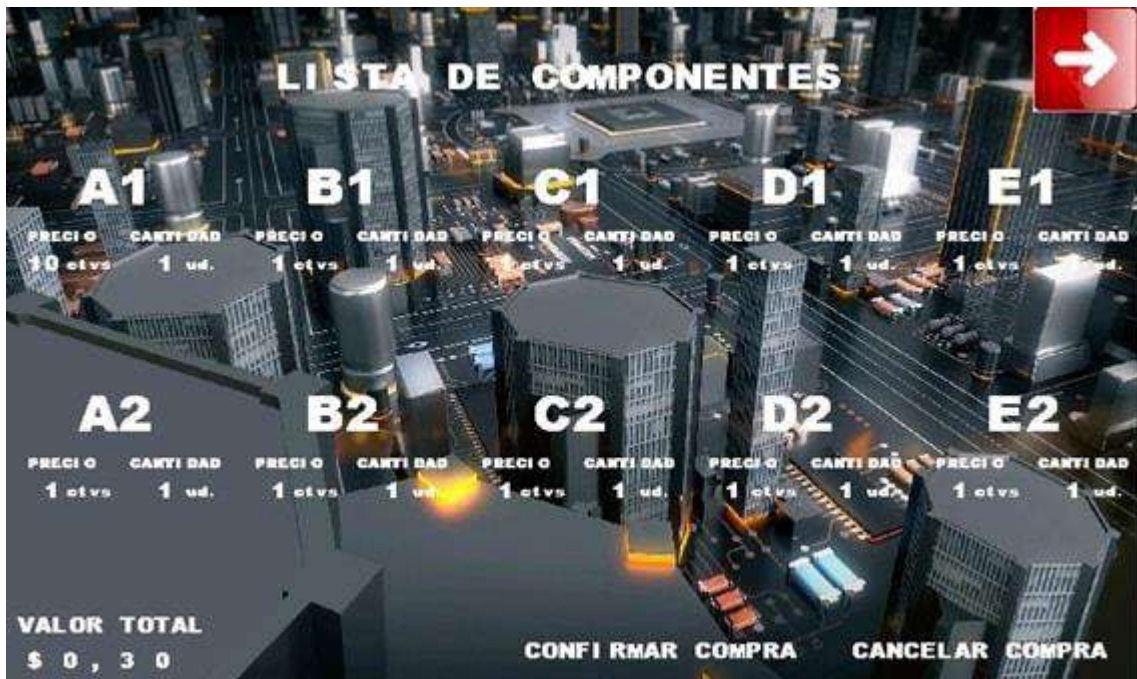 LISTA DE COMPONENTES
A1 B1 C1 D1 E1
PRECIO CANTIDAD PRECIO CANTIDAD PRECIO CANTIDAD PRECIO CANTIDAD PRECIO CANTIDAD
10 ctvs 1 ud. 1 ctvs 1 ud. 1 ctvs 1 ud. 1 ctvs 1 ud. 1 ctvs 1 ud.
A2 B2 C2 D2 E2
PRECIO CANTIDAD PRECIO CANTIDAD PRECIO CANTIDAD PRECIO CANTIDAD PRECIO CANTIDAD
1 ctvs 1 ud. 1 ctvs 1 ud. 1 ctvs 1 ud. 1 ctvs 1 ud. 1 ctvs 1 ud.
VALOR TOTAL
$ 0,30
CONFIRMAR COMPRA CANCELAR COMPRA